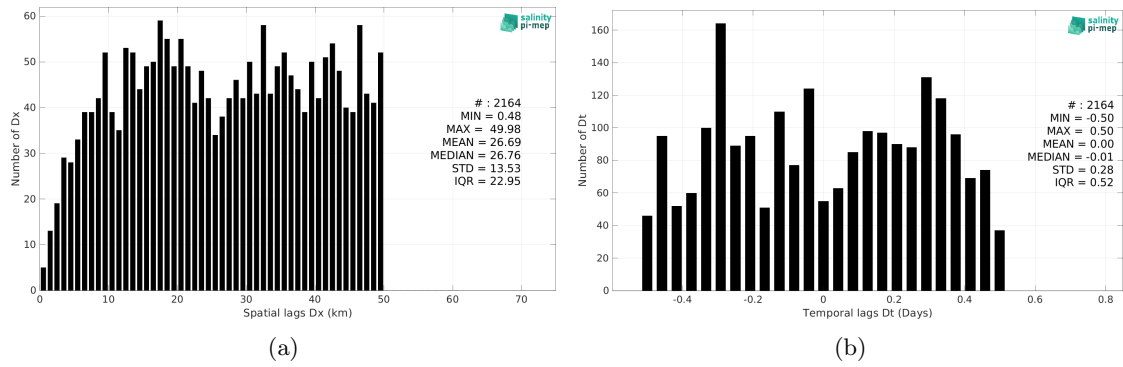 salinity
pi-mep
60
50
40
30
20
10
0
Number of Dx
# : 2164
MIN = 0.48
MAX = 49.98
MEAN = 26.69
MEDIAN = 26.76
STD = 13.53
IQR = 22.95
0 10 20 30 40 50 60 70
Spatial lags Dx (km)
(a)
salinity
pi-mep
160
140
120
100
80
60
40
20
0
Number of Dt
# : 2164
MIN = -0.50
MAX = 0.50
MEAN = 0.00
MEDIAN = -0.01
STD = 0.28
IQR = 0.52
-0.4 -0.2 0 0.2 0.4 0.6 0.8
Temporal lags Dt (Days)
(b)